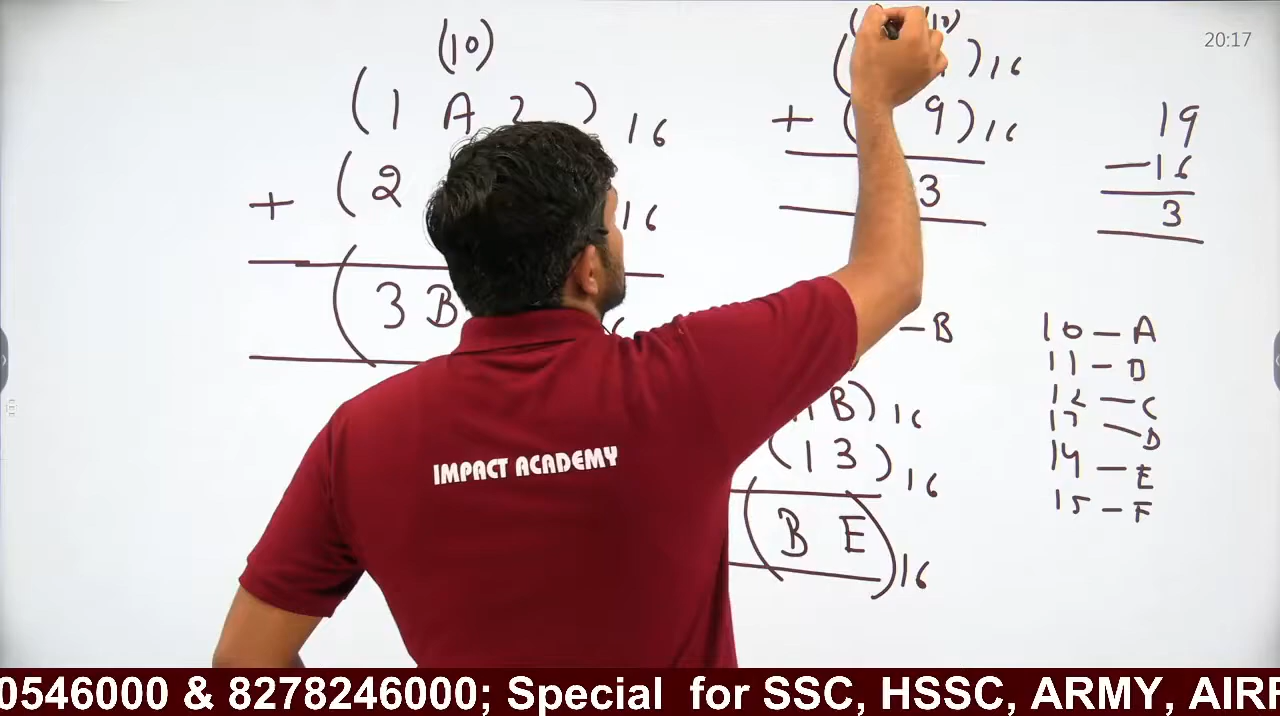 20:17
(10)
(1 A 2 )16
+ (2 16
(3 B
(10)
( )16
+ ( 9)16
3
19
-16
3
-B
B)16
(13)16
(B E)16
10 - A
11 - B
12 - C
13 - D
14 - E
15 - F
IMPACT ACADEMY
0546000 & 8278246000; Special for SSC, HSSC, ARMY, AIRF